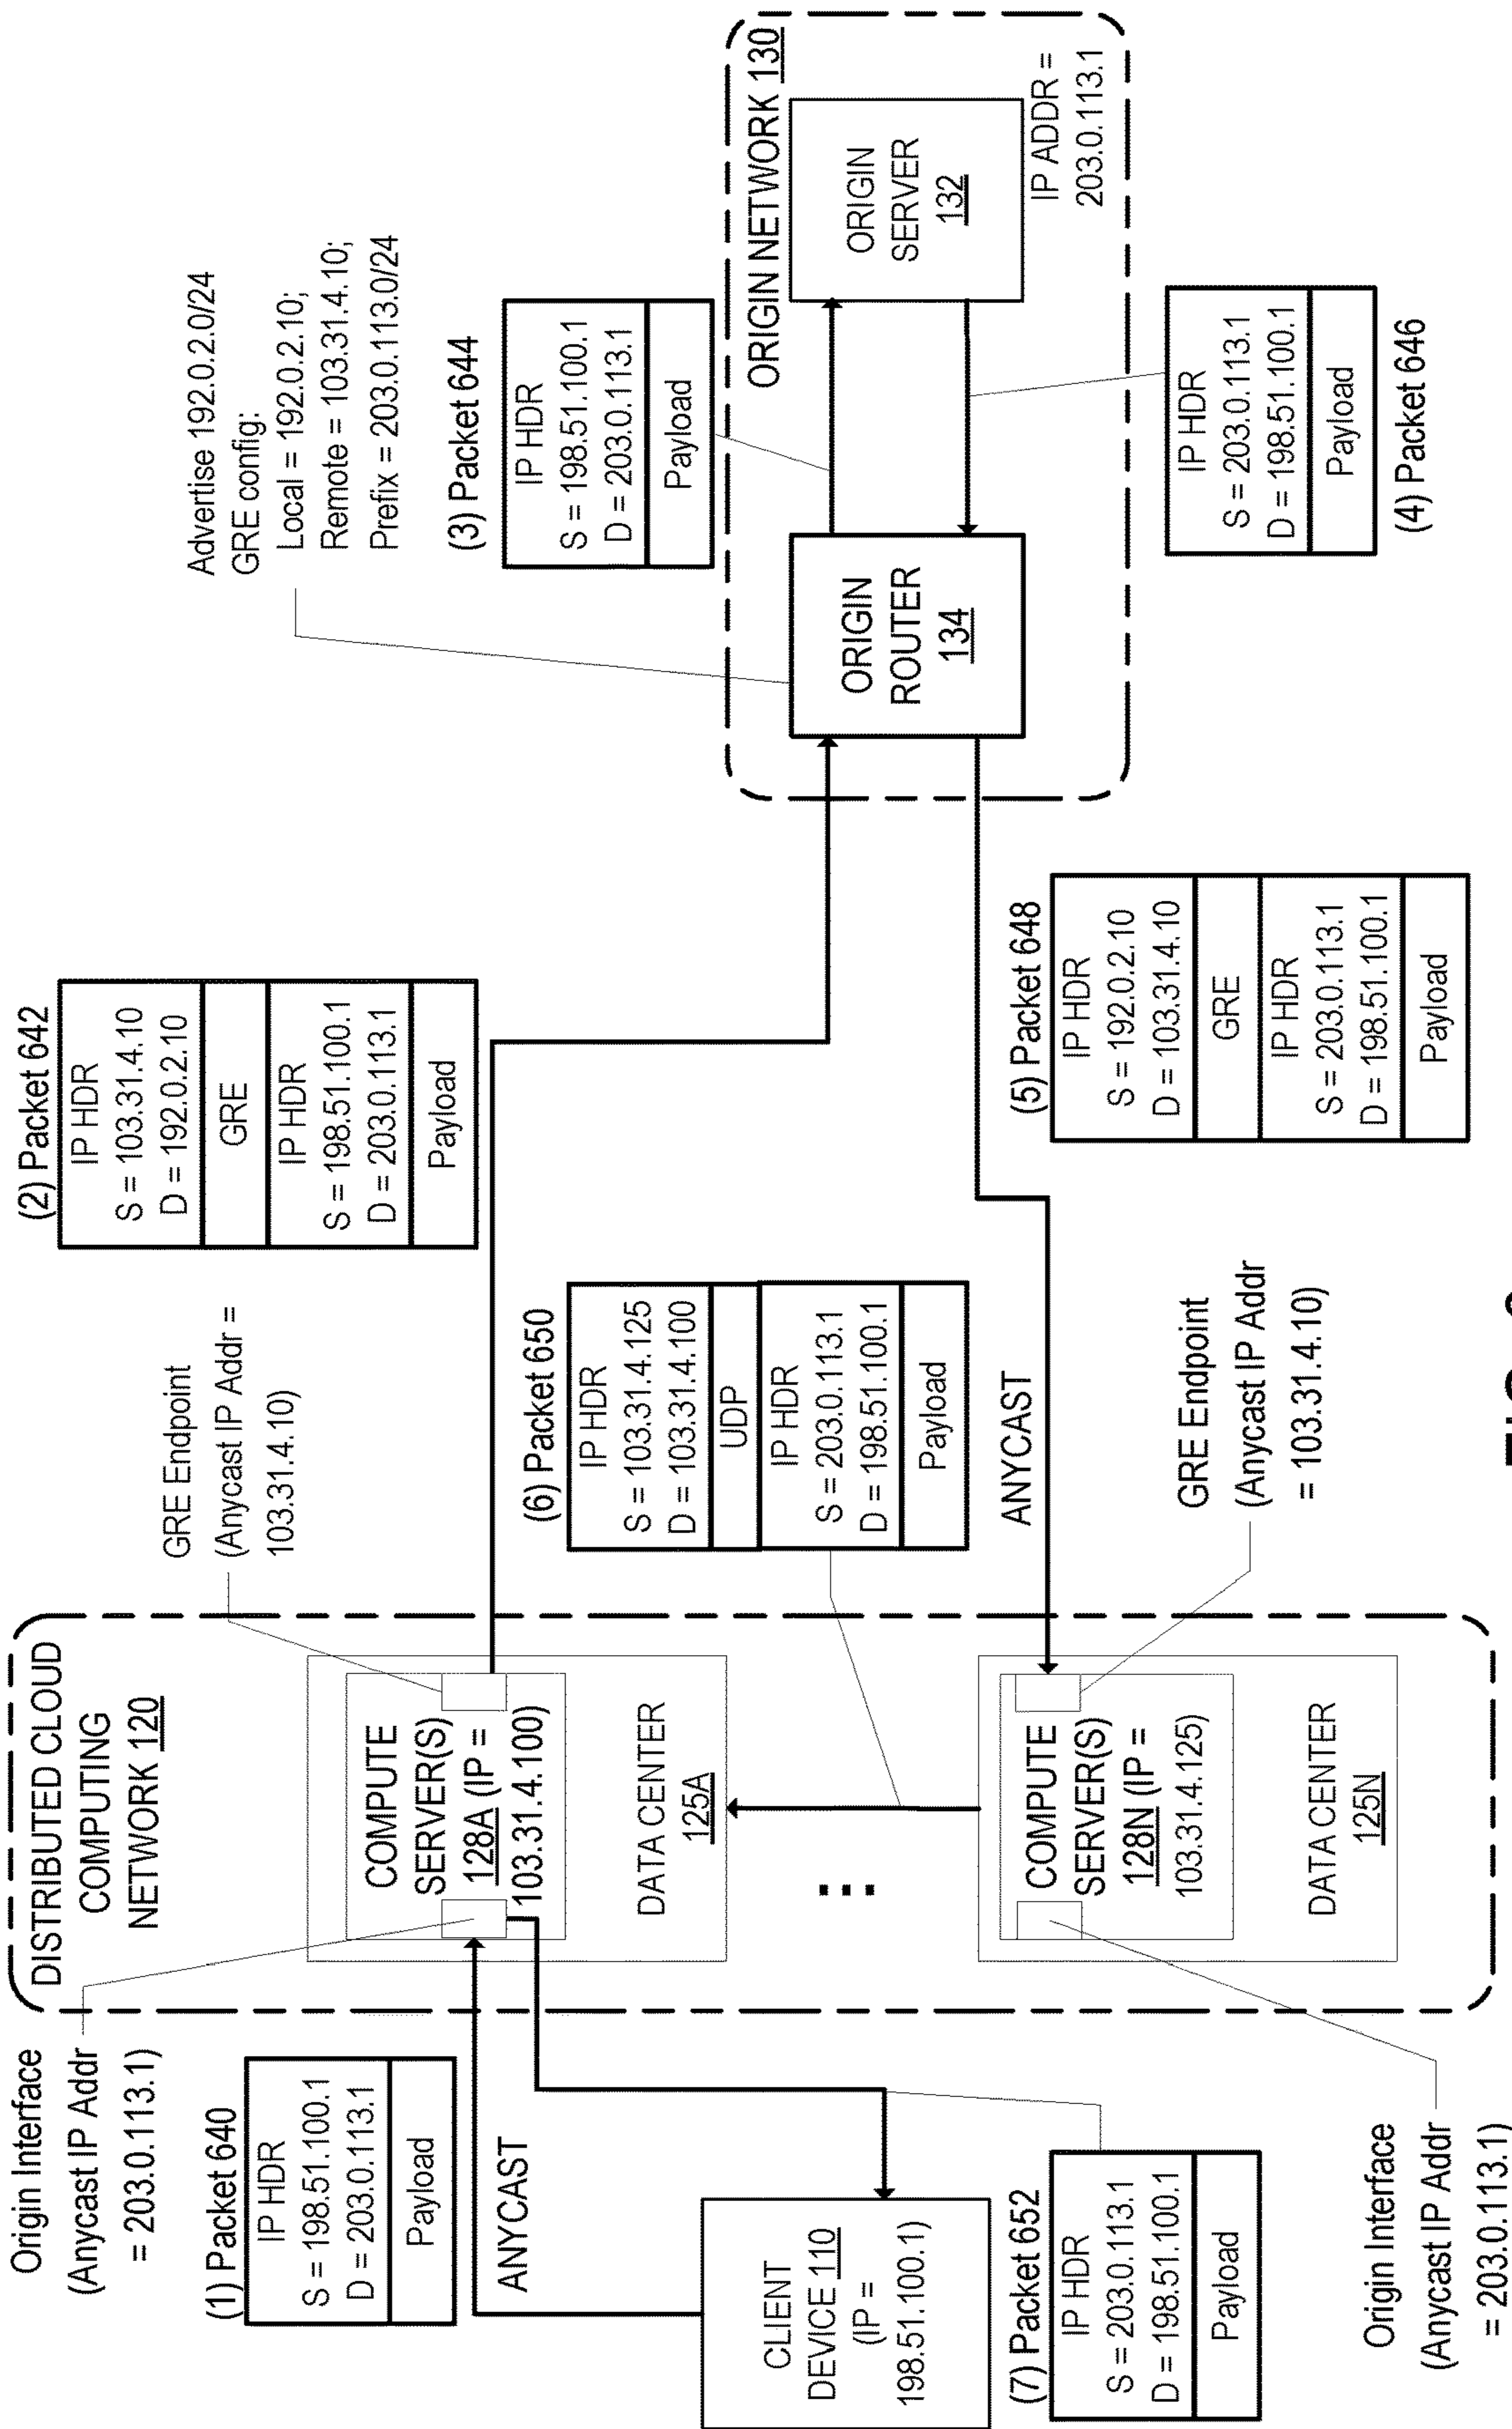 Origin Interface
(Anycast IP Addr
= 203.0.113.1)
DISTRIBUTED CLOUD
COMPUTING
NETWORK 120
(1) Packet 640
IP HDR
S = 198.51.100.1
D = 203.0.113.1
Payload
ANYCAST
CLIENT
DEVICE 110
(IP =
198.51.100.1)
(7) Packet 652
IP HDR
S = 203.0.113.1
D = 198.51.100.1
Payload
Origin Interface
(Anycast IP Addr
= 203.0.113.1)
COMPUTE
SERVER(S)
128A (IP =
103.31.4.100)
DATA CENTER
125A
...
COMPUTE
SERVER(S)
128N (IP =
103.31.4.125)
DATA CENTER
125N
GRE Endpoint
(Anycast IP Addr =
103.31.4.10)
(6) Packet 650
IP HDR
S = 103.31.4.125
D = 103.31.4.100
UDP
IP HDR
S = 203.0.113.1
D = 198.51.100.1
Payload
ANYCAST
GRE Endpoint
(Anycast IP Addr
= 103.31.4.10)
(2) Packet 642
IP HDR
S = 103.31.4.10
D = 192.0.2.10
GRE
IP HDR
S = 198.51.100.1
D = 203.0.113.1
Payload
(5) Packet 648
IP HDR
S = 192.0.2.10
D = 103.31.4.10
GRE
IP HDR
S = 203.0.113.1
D = 198.51.100.1
Payload
Advertise 192.0.2.0/24
GRE config:
Local = 192.0.2.10;
Remote = 103.31.4.10;
Prefix = 203.0.113.0/24
(3) Packet 644
IP HDR
S = 198.51.100.1
D = 203.0.113.1
Payload
ORIGIN NETWORK 130
ORIGIN
ROUTER
134
ORIGIN
SERVER
132
IP ADDR =
203.0.113.1
IP HDR
S = 203.0.113.1
D = 198.51.100.1
Payload
(4) Packet 646